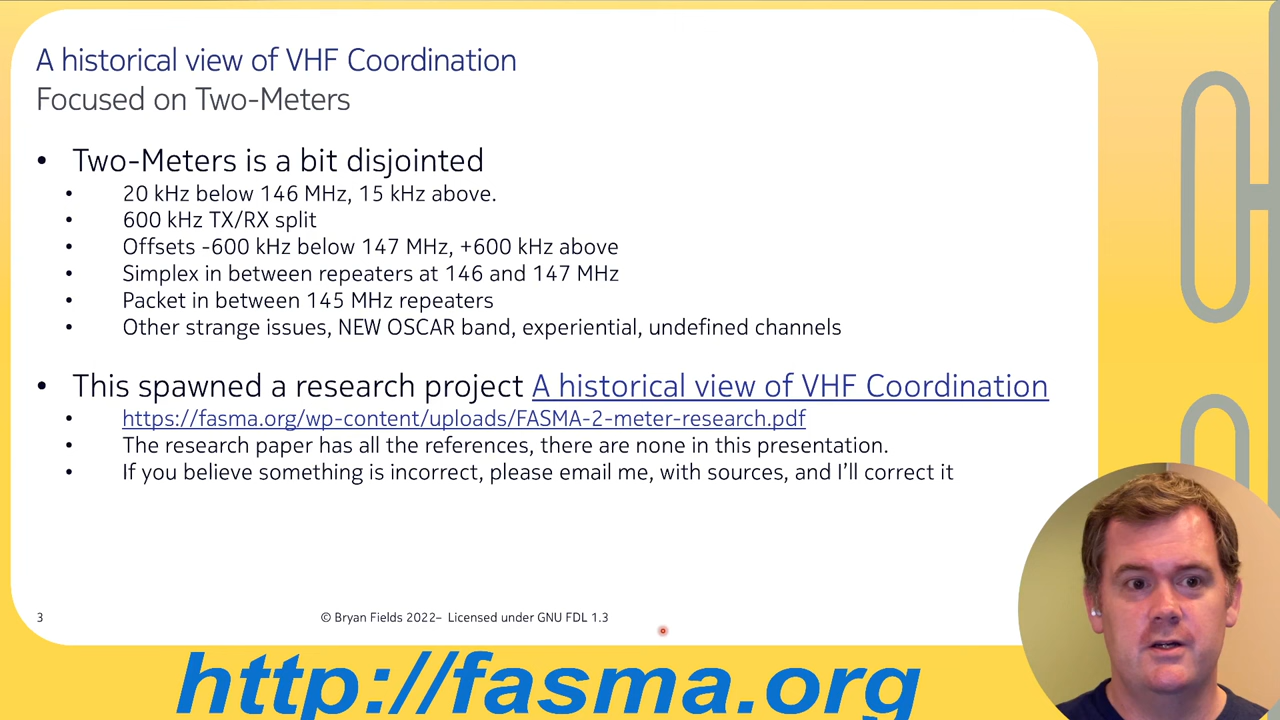 A historical view of VHF Coordination
Focused on Two-Meters
• Two-Meters is a bit disjointed
• 20 kHz below 146 MHz, 15 kHz above.
• 600 kHz TX/RX split
• Offsets -600 kHz below 147 MHz, +600 kHz above
• Simplex in between repeaters at 146 and 147 MHz
• Packet in between 145 MHz repeaters
• Other strange issues, NEW OSCAR band, experiential, undefined channels
• This spawned a research project A historical view of VHF Coordination
• https://fasma.org/wp-content/uploads/FASMA-2-meter-research.pdf
• The research paper has all the references, there are none in this presentation.
• If you believe something is incorrect, please email me, with sources, and I’ll correct it
3
© Bryan Fields 2022– Licensed under GNU FDL 1.3
http://fasma.org